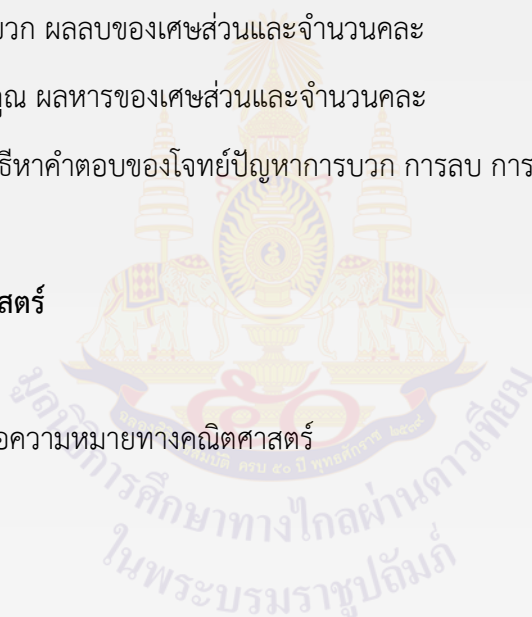 บวก ผลลบของเศษส่วนและจำนวนคละ
คูณ ผลหารของเศษส่วนและจำนวนคละ
ธีหาคำตอบของโจทย์ปัญหาการบวก การลบ การ
สตร์
อความหมายทางคณิตศาสตร์
มูลนิธิการศึกษาทางไกลผ่านดาวเทียม
ในพระบรมราชูปถัมภ์